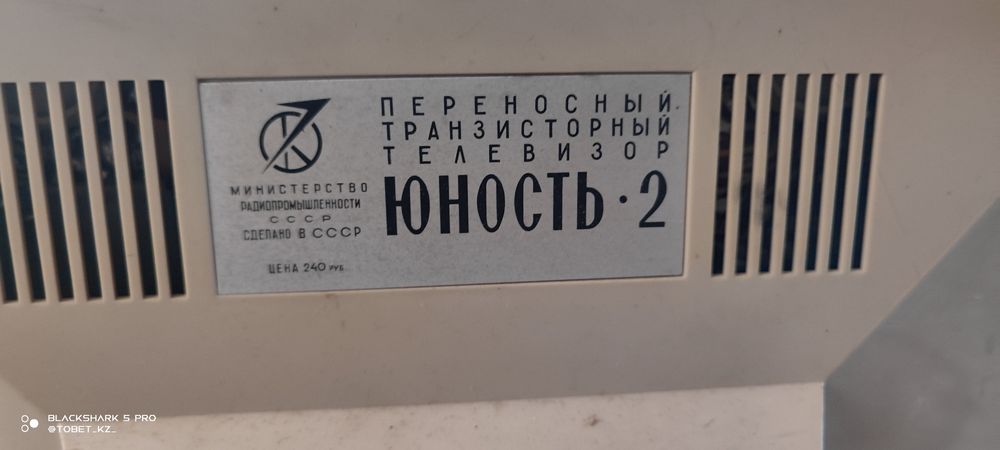 ПЕРЕНОСНЫЙ
ТРАНЗИСТОРНЫЙ
ТЕЛЕВИЗОР
ЮНОСТЬ·2
МИНИСТЕРСТВО
РАДИОПРОМЫШЛЕННОСТИ
СССР
СДЕЛАНО В СССР
ЦЕНА 240 РУБ.
BLACKSHARK 5 PRO
@TOBET_KZ_